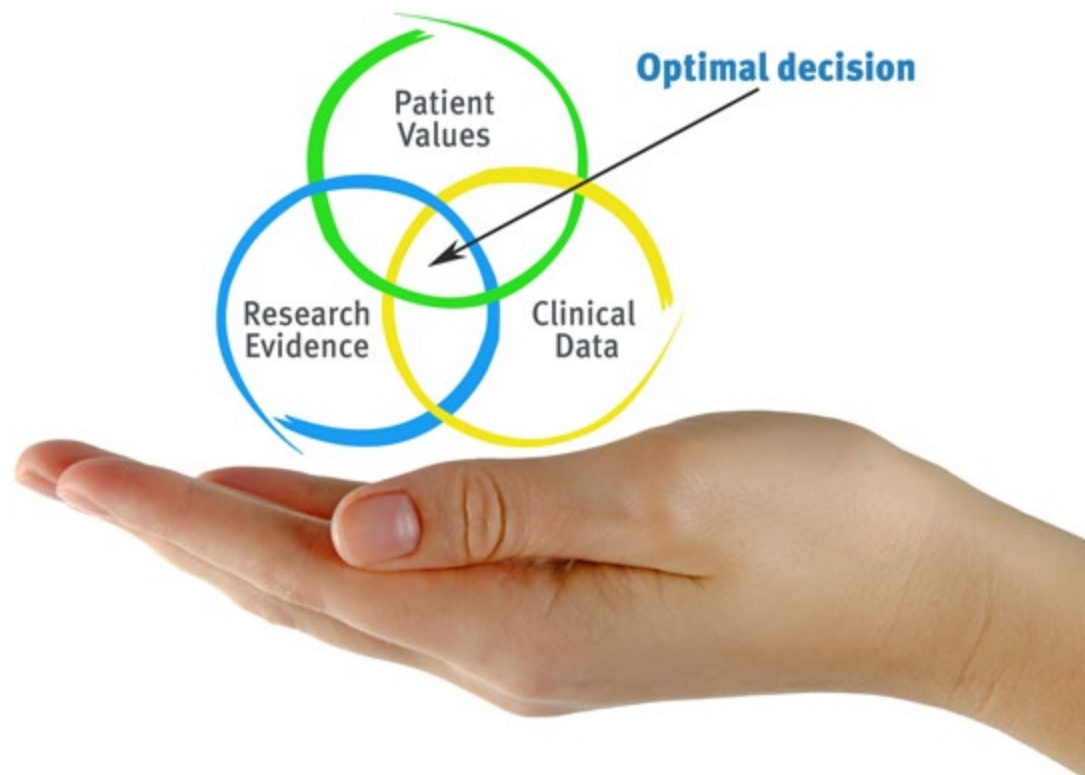 Optimal decision
Patient
Values
Research
Evidence
Clinical
Data